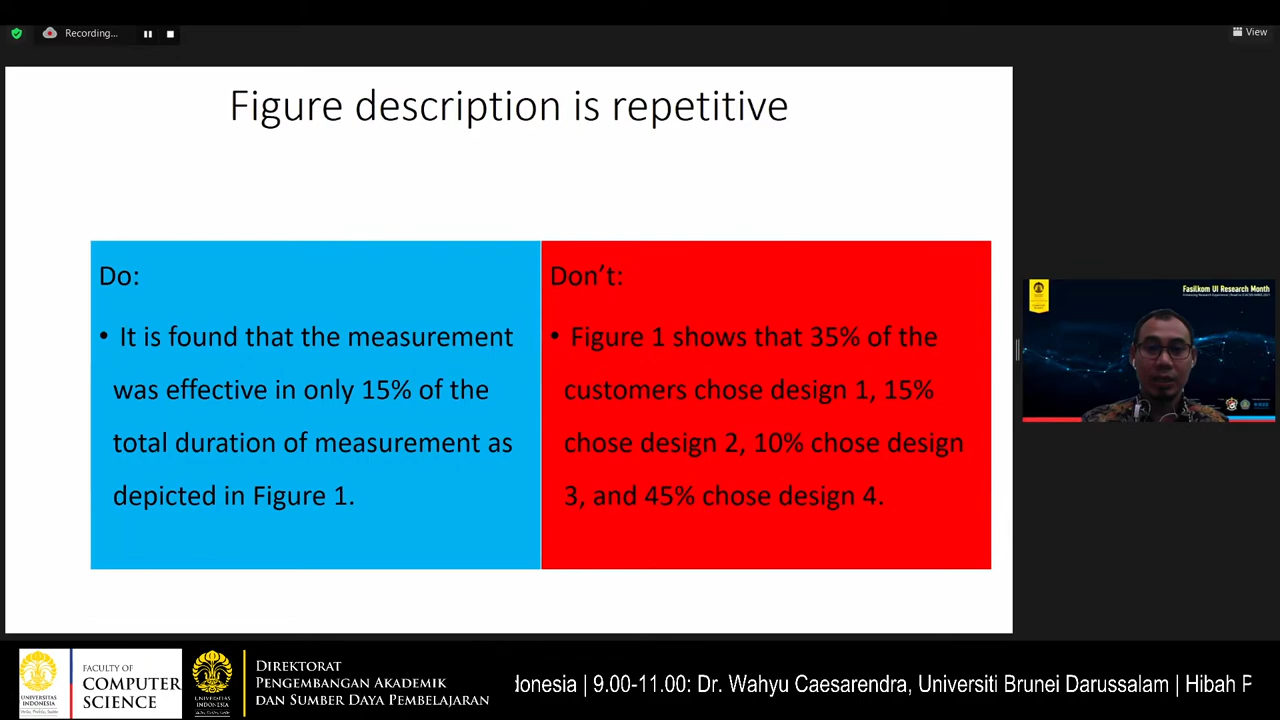 Recording...
View
Figure description is repetitive
Do:
• It is found that the measurement
was effective in only 15% of the
total duration of measurement as
depicted in Figure 1.
Don’t:
• Figure 1 shows that 35% of the
customers chose design 1, 15%
chose design 2, 10% chose design
3, and 45% chose design 4.
Fasilkom UI Research Month
FACULTY OF
COMPUTER
SCIENCE
UNIVERSITAS
INDONESIA
UNIVERSITAS
INDONESIA
DIREKTORAT
PENGEMBANGAN AKADEMIK
DAN SUMBER DAYA PEMBELAJARAN
donesia | 9.00-11.00: Dr. Wahyu Caesarendra, Universiti Brunei Darussalam | Hibah P